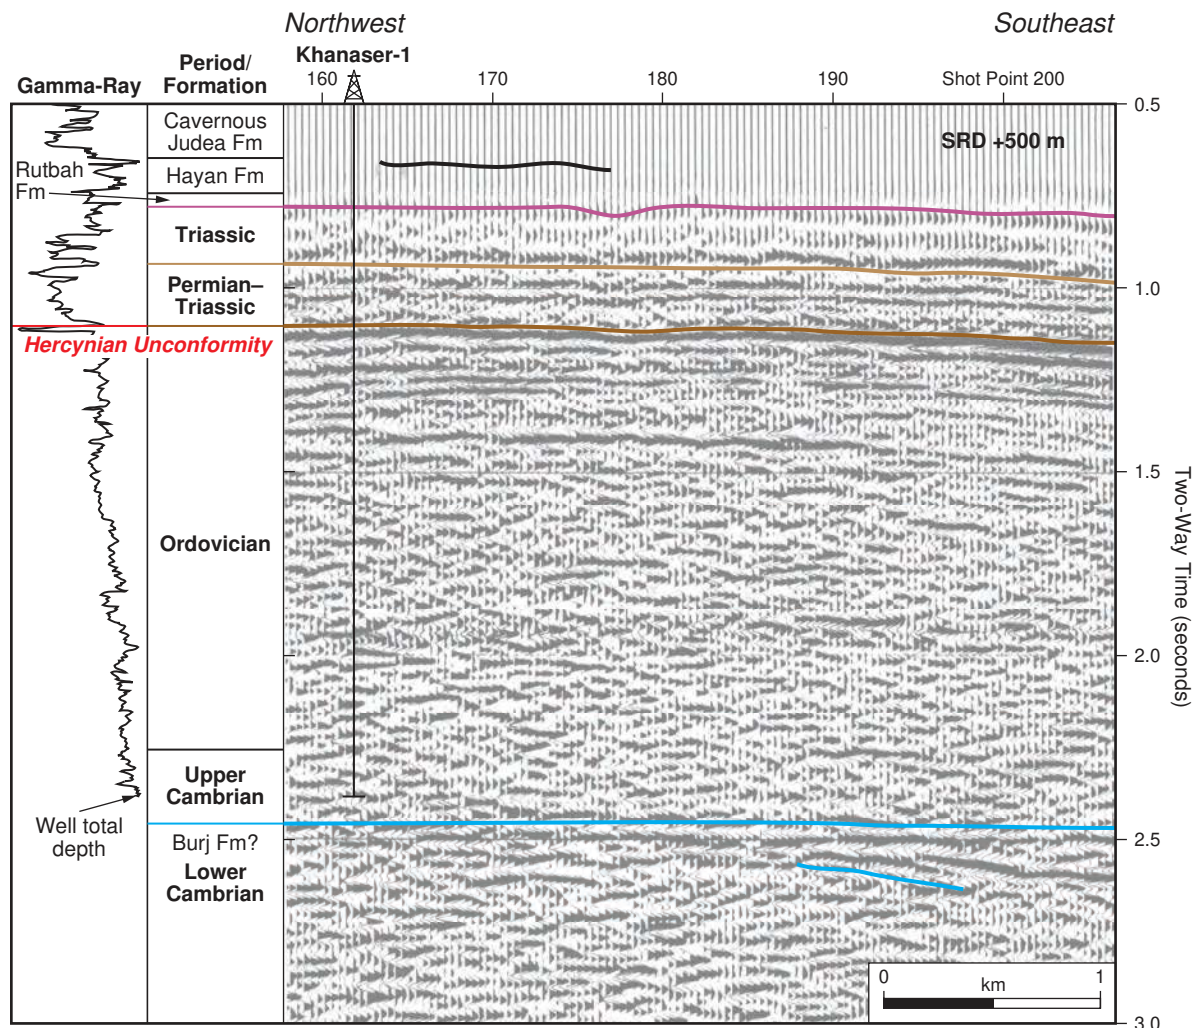 Northwest
Southeast
Khanaser-1
Gamma-Ray
Period/
Formation
160
170
180
190
Shot Point 200
0.5
Cavernous
Judea Fm
SRD +500 m
Rutbah
Fm
Hayan Fm
Triassic
1.0
Permian–
Triassic
Hercynian Unconformity
1.5
Two-Way Time (seconds)
Ordovician
2.0
Upper
Cambrian
Well total
depth
2.5
Burj Fm?
Lower
Cambrian
0
km
1
3.0